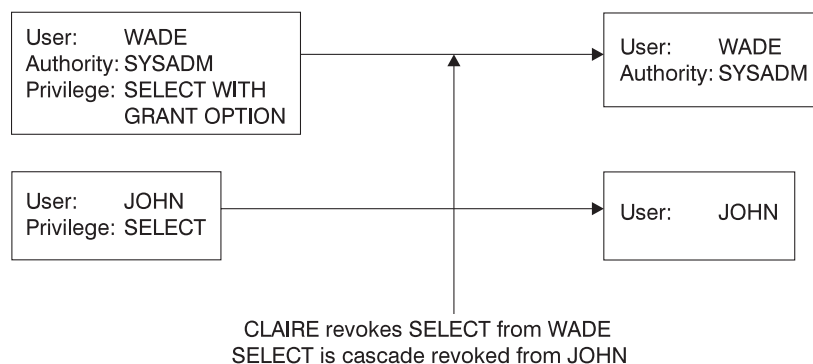 User: WADE
Authority: SYSADM
Privilege: SELECT WITH
GRANT OPTION
User: WADE
Authority: SYSADM
User: JOHN
Privilege: SELECT
User: JOHN
CLAIRE revokes SELECT from WADE
SELECT is cascade revoked from JOHN